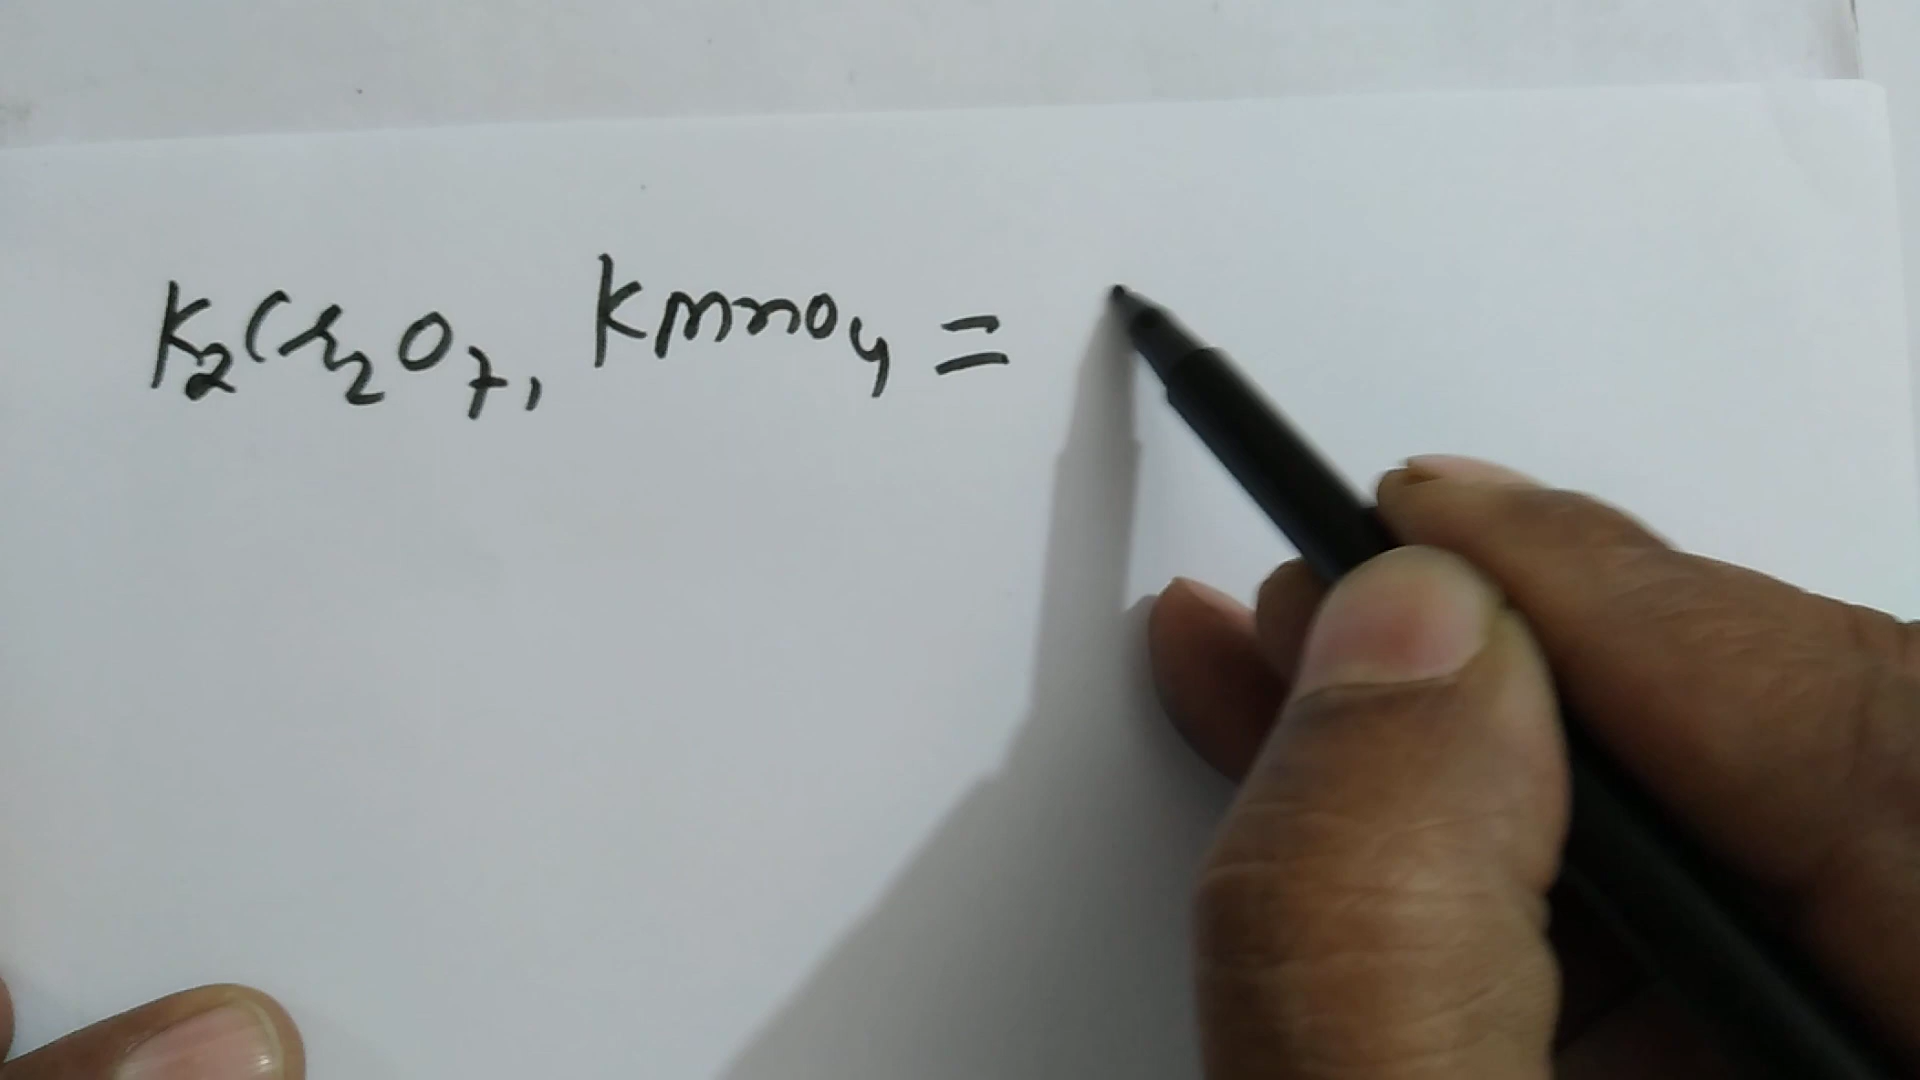 K₂Cr₂O₇, KMnO₄ =